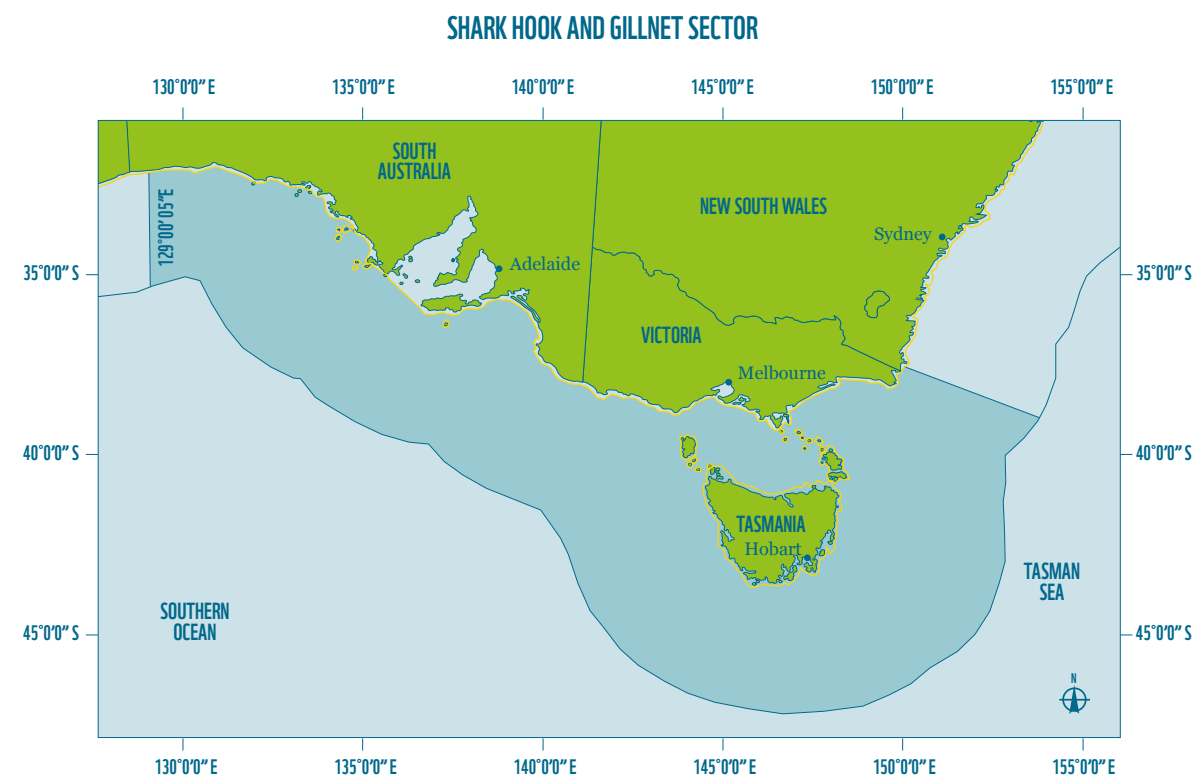 SHARK HOOK AND GILLNET SECTOR
130°0'0" E
135°0'0" E
140°0'0" E
145°0'0" E
150°0'0" E
155°0'0" E
SOUTH
AUSTRALIA
NEW SOUTH WALES
129°00' 05"E
Sydney
Adelaide
35°0'0" S
35°0'0" S
VICTORIA
Melbourne
40°0'0" S
40°0'0" S
TASMANIA
Hobart
TASMAN
SEA
SOUTHERN
OCEAN
45°0'0" S
45°0'0" S
N
130°0'0" E
135°0'0" E
140°0'0" E
145°0'0" E
150°0'0" E
155°0'0" E